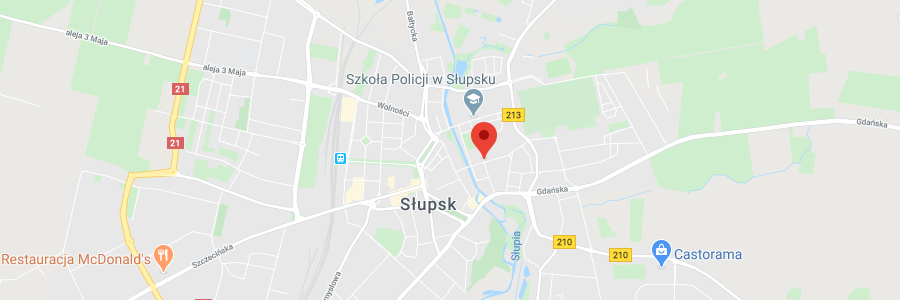 Bałtycka
aleja 3 Maja
aleja 3 Maja
Szkoła Policji w Słupsku
21
Wolności
213
Gdańska
21
Gdańska
Słupsk
210
210
Słupia
Castorama
Restauracja McDonald's
Szczecińska